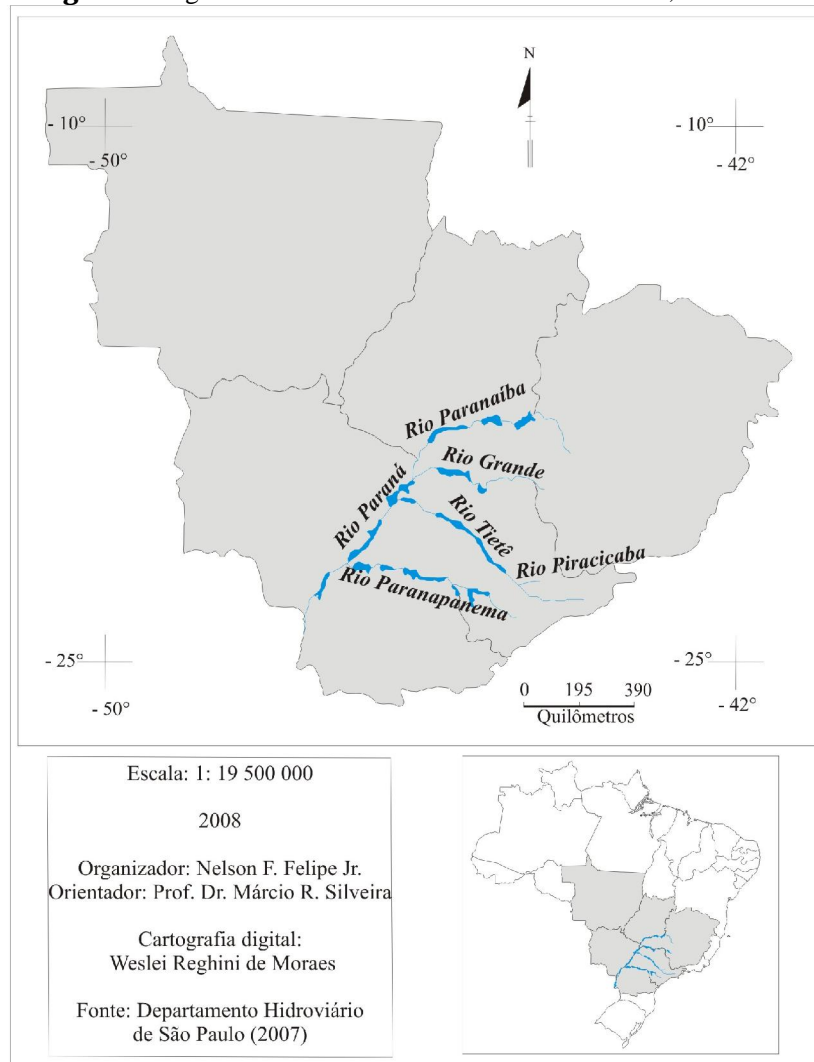 N
- 10°
- 50°
- 10°
- 42°
Rio Paranaíba
Rio Grande
Rio Paraná
Rio Tietê
Rio Piracicaba
Rio Paranapanema
- 25°
- 50°
- 25°
- 42°
0 195 390
Quilômetros
Escala: 1: 19 500 000
2008
Organizador: Nelson F. Felipe Jr.
Orientador: Prof. Dr. Márcio R. Silveira
Cartografia digital:
Weslei Reghini de Moraes
Fonte: Departamento Hidroviário
de São Paulo (2007)